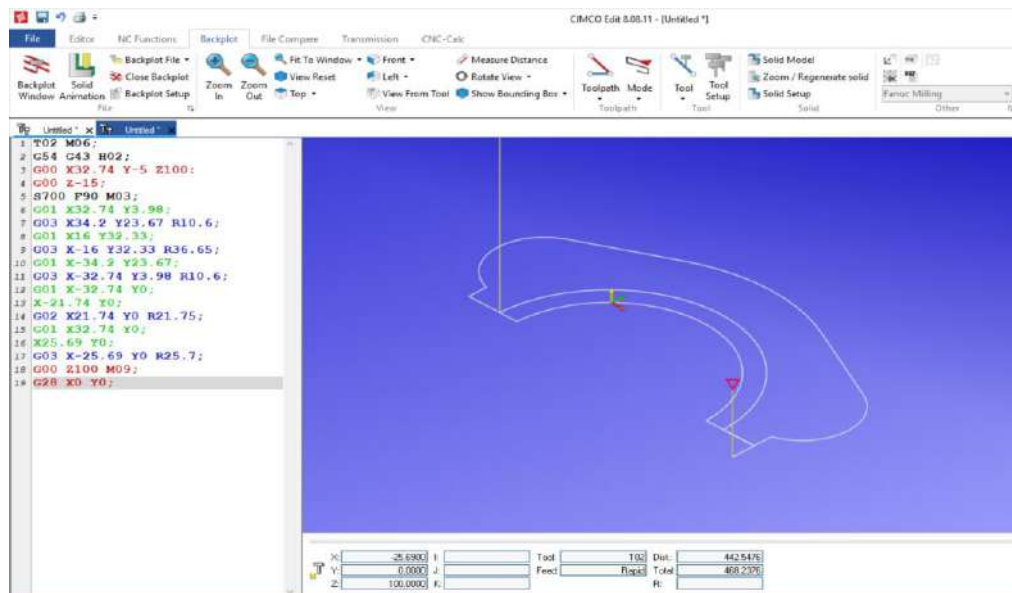 CIMCO Edit 8.08.11 - [Untitled *]
File Editor NC Functions Backplot File Compare Transmission CNC-Calc
Backplot Window
Solid Animation
Backplot File
Close Backplot
Backplot Setup
File
Zoom In
Zoom Out
Fit To Window
View Reset
Top
Front
Left
View From Tool
Measure Distance
Rotate View
Show Bounding Box
View
Toolpath Mode
Toolpath
Tool
Tool Setup
Tool
Solid Model
Zoom / Regenerate solid
Solid Setup
Solid
Fanuc Milling
Other
Untitled * x Untitled * x
1 T02 M06;
2 G54 G43 H02;
3 G00 X32.74 Y-5 Z100:
4 G00 Z-15;
5 S700 F90 M03;
6 G01 X32.74 Y3.98;
7 G03 X34.2 Y23.67 R10.6;
8 G01 X16 Y32.33;
9 G03 X-16 Y32.33 R36.65;
10 G01 X-34.2 Y23.67;
11 G03 X-32.74 Y3.98 R10.6;
12 G01 X-32.74 Y0;
13 X-21.74 Y0;
14 G02 X21.74 Y0 R21.75;
15 G01 X32.74 Y0;
16 X25.69 Y0;
17 G03 X-25.69 Y0 R25.7;
18 G00 Z100 M09;
19 G28 X0 Y0;
X: -25.6900 I: Tool: T02 Dist.: 442.5476
Y: 0.0000 J: Feed: Rapid Total: 468.2376
Z: 100.0000 K: R: